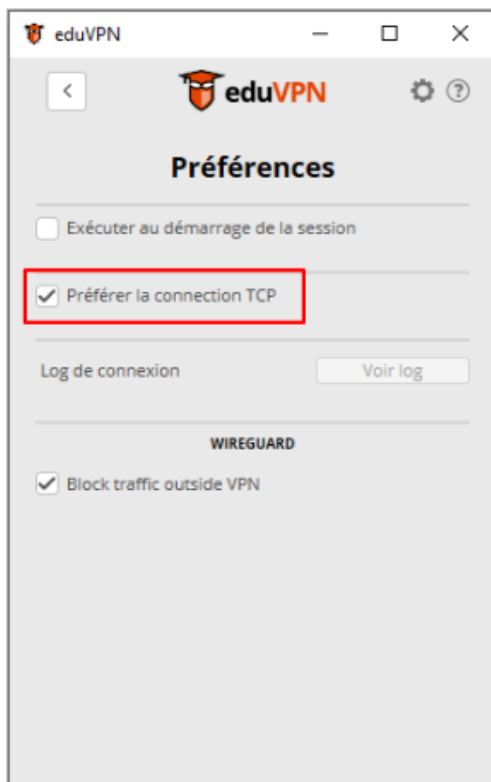 eduVPN
eduVPN
Préférences
Exécuter au démarrage de la session
Préférer la connection TCP
Log de connexion
Voir log
WIREGUARD
Block traffic outside VPN